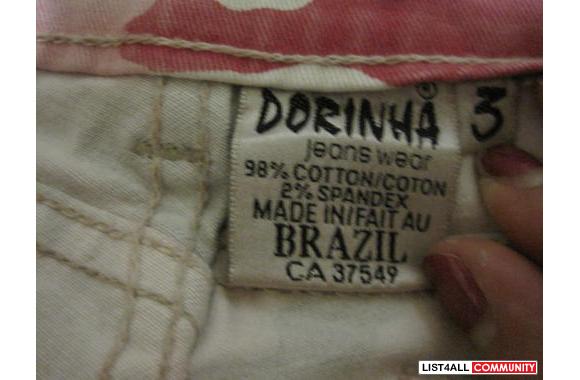 DORINHA ® 3
jeans wear
98% COTTON/COTON
2% SPANDEX
MADE IN/FAIT AU
BRAZIL
CA 37549
LIST4ALL COMMUNITY